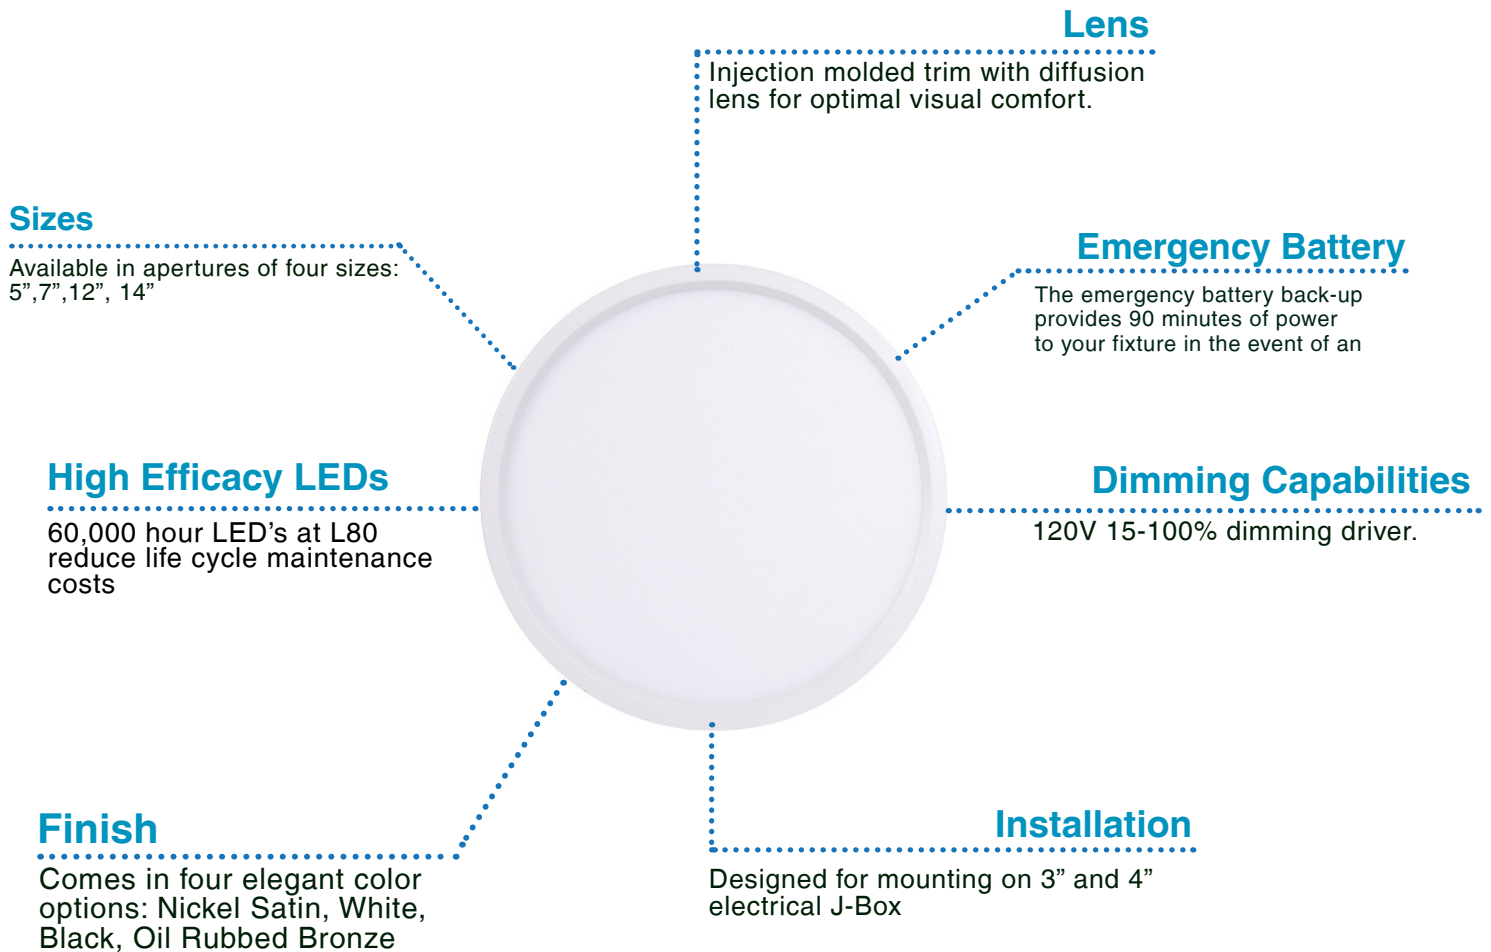 Lens
Injection molded trim with diffusion
lens for optimal visual comfort.
Sizes
Available in apertures of four sizes:
5”,7”,12”, 14”
Emergency Battery
The emergency battery back-up
provides 90 minutes of power
to your fixture in the event of an
High Efficacy LEDs
60,000 hour LED’s at L80
reduce life cycle maintenance
costs
Dimming Capabilities
120V 15-100% dimming driver.
Finish
Comes in four elegant color
options: Nickel Satin, White,
Black, Oil Rubbed Bronze
Installation
Designed for mounting on 3” and 4”
electrical J-Box